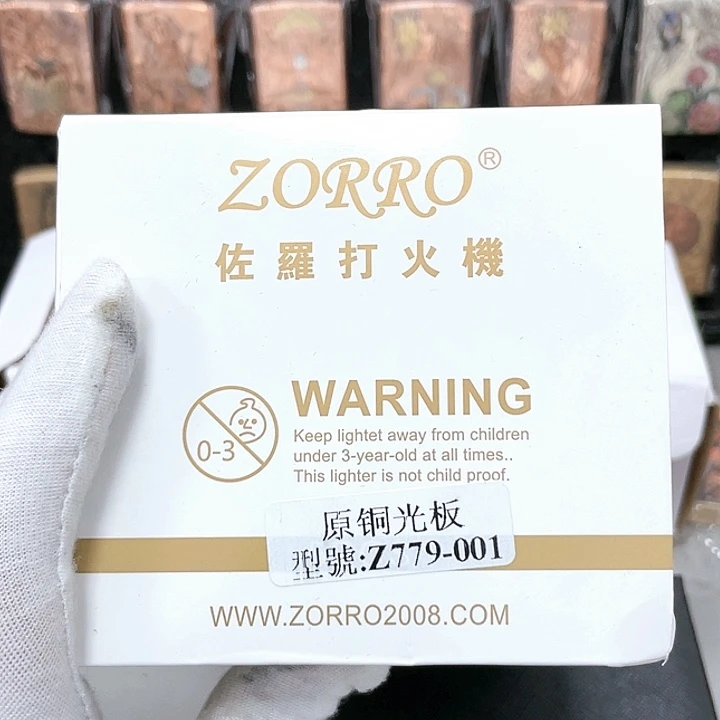 ZORRO®
佐羅打火機
WARNING
0-3
Keep lightet away from children
under 3-year-old at all times..
This lighter is not child proof.
原铜光板
型號:Z779-001
WWW.ZORRO2008.COM